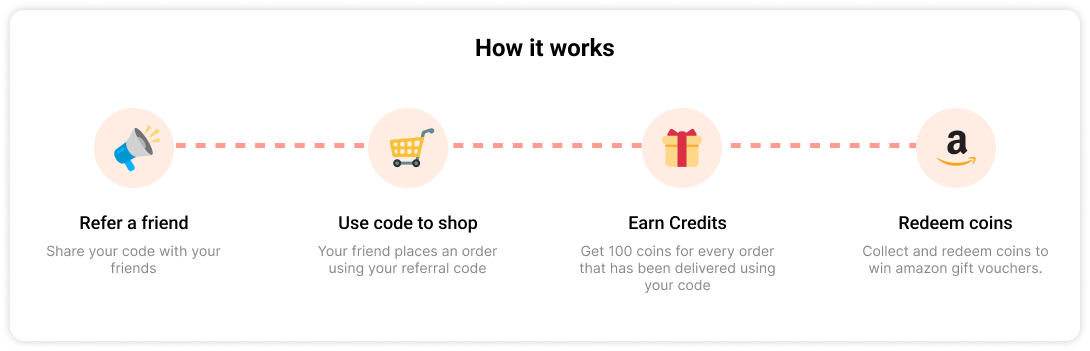 How it works
a
Refer a friend
Share your code with your
friends
Use code to shop
Your friend places an order
using your referral code
Earn Credits
Get 100 coins for every order
that has been delivered using
your code
Redeem coins
Collect and redeem coins to
win amazon gift vouchers.